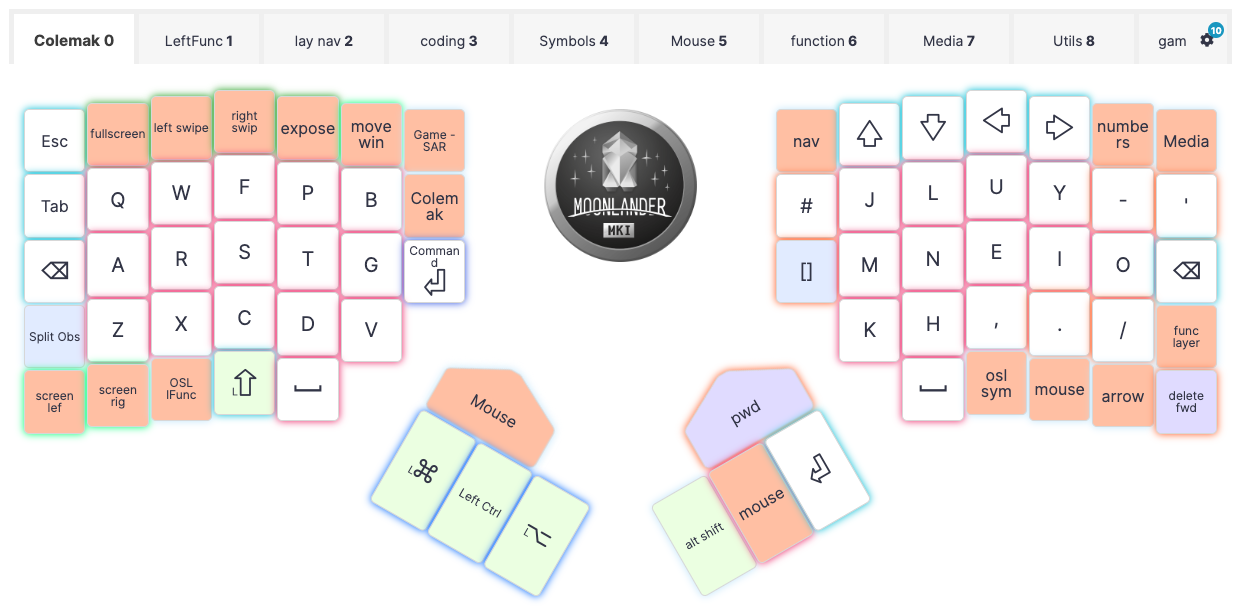 Colemak 0
LeftFunc 1
lay nav 2
coding 3
Symbols 4
Mouse 5
function 6
Media 7
Utils 8
gam
10
Esc
fullscreen
left swipe
right
swip
expose
move
win
Game -
SAR
Tab
Q
W
F
P
B
Colem
ak
A
R
S
T
G
Comman
d
Split Obs
Z
X
C
D
V
screen
lef
screen
rig
OSL
lFunc
L
Mouse
L
Left Ctrl
L
MOONLANDER
MKI
nav
numbe
rs
Media
#
J
L
U
Y
-
'
[]
M
N
E
I
O
K
H
,
.
/
func
layer
osl
sym
mouse
arrow
delete
fwd
pwd
alt shift
mouse